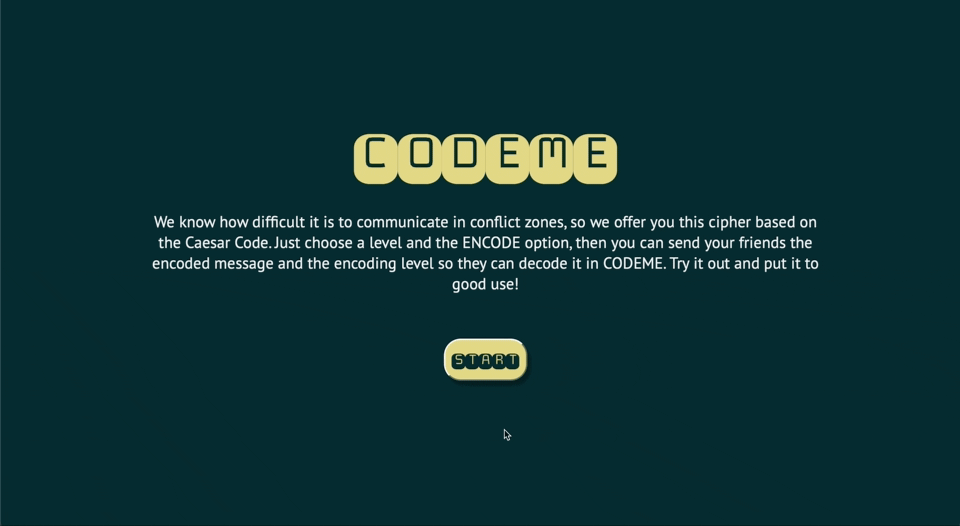 CODEME
We know how difficult it is to communicate in conflict zones, so we offer you this cipher based on
the Caesar Code. Just choose a level and the ENCODE option, then you can send your friends the
encoded message and the encoding level so they can decode it in CODEME. Try it out and put it to
good use!
START